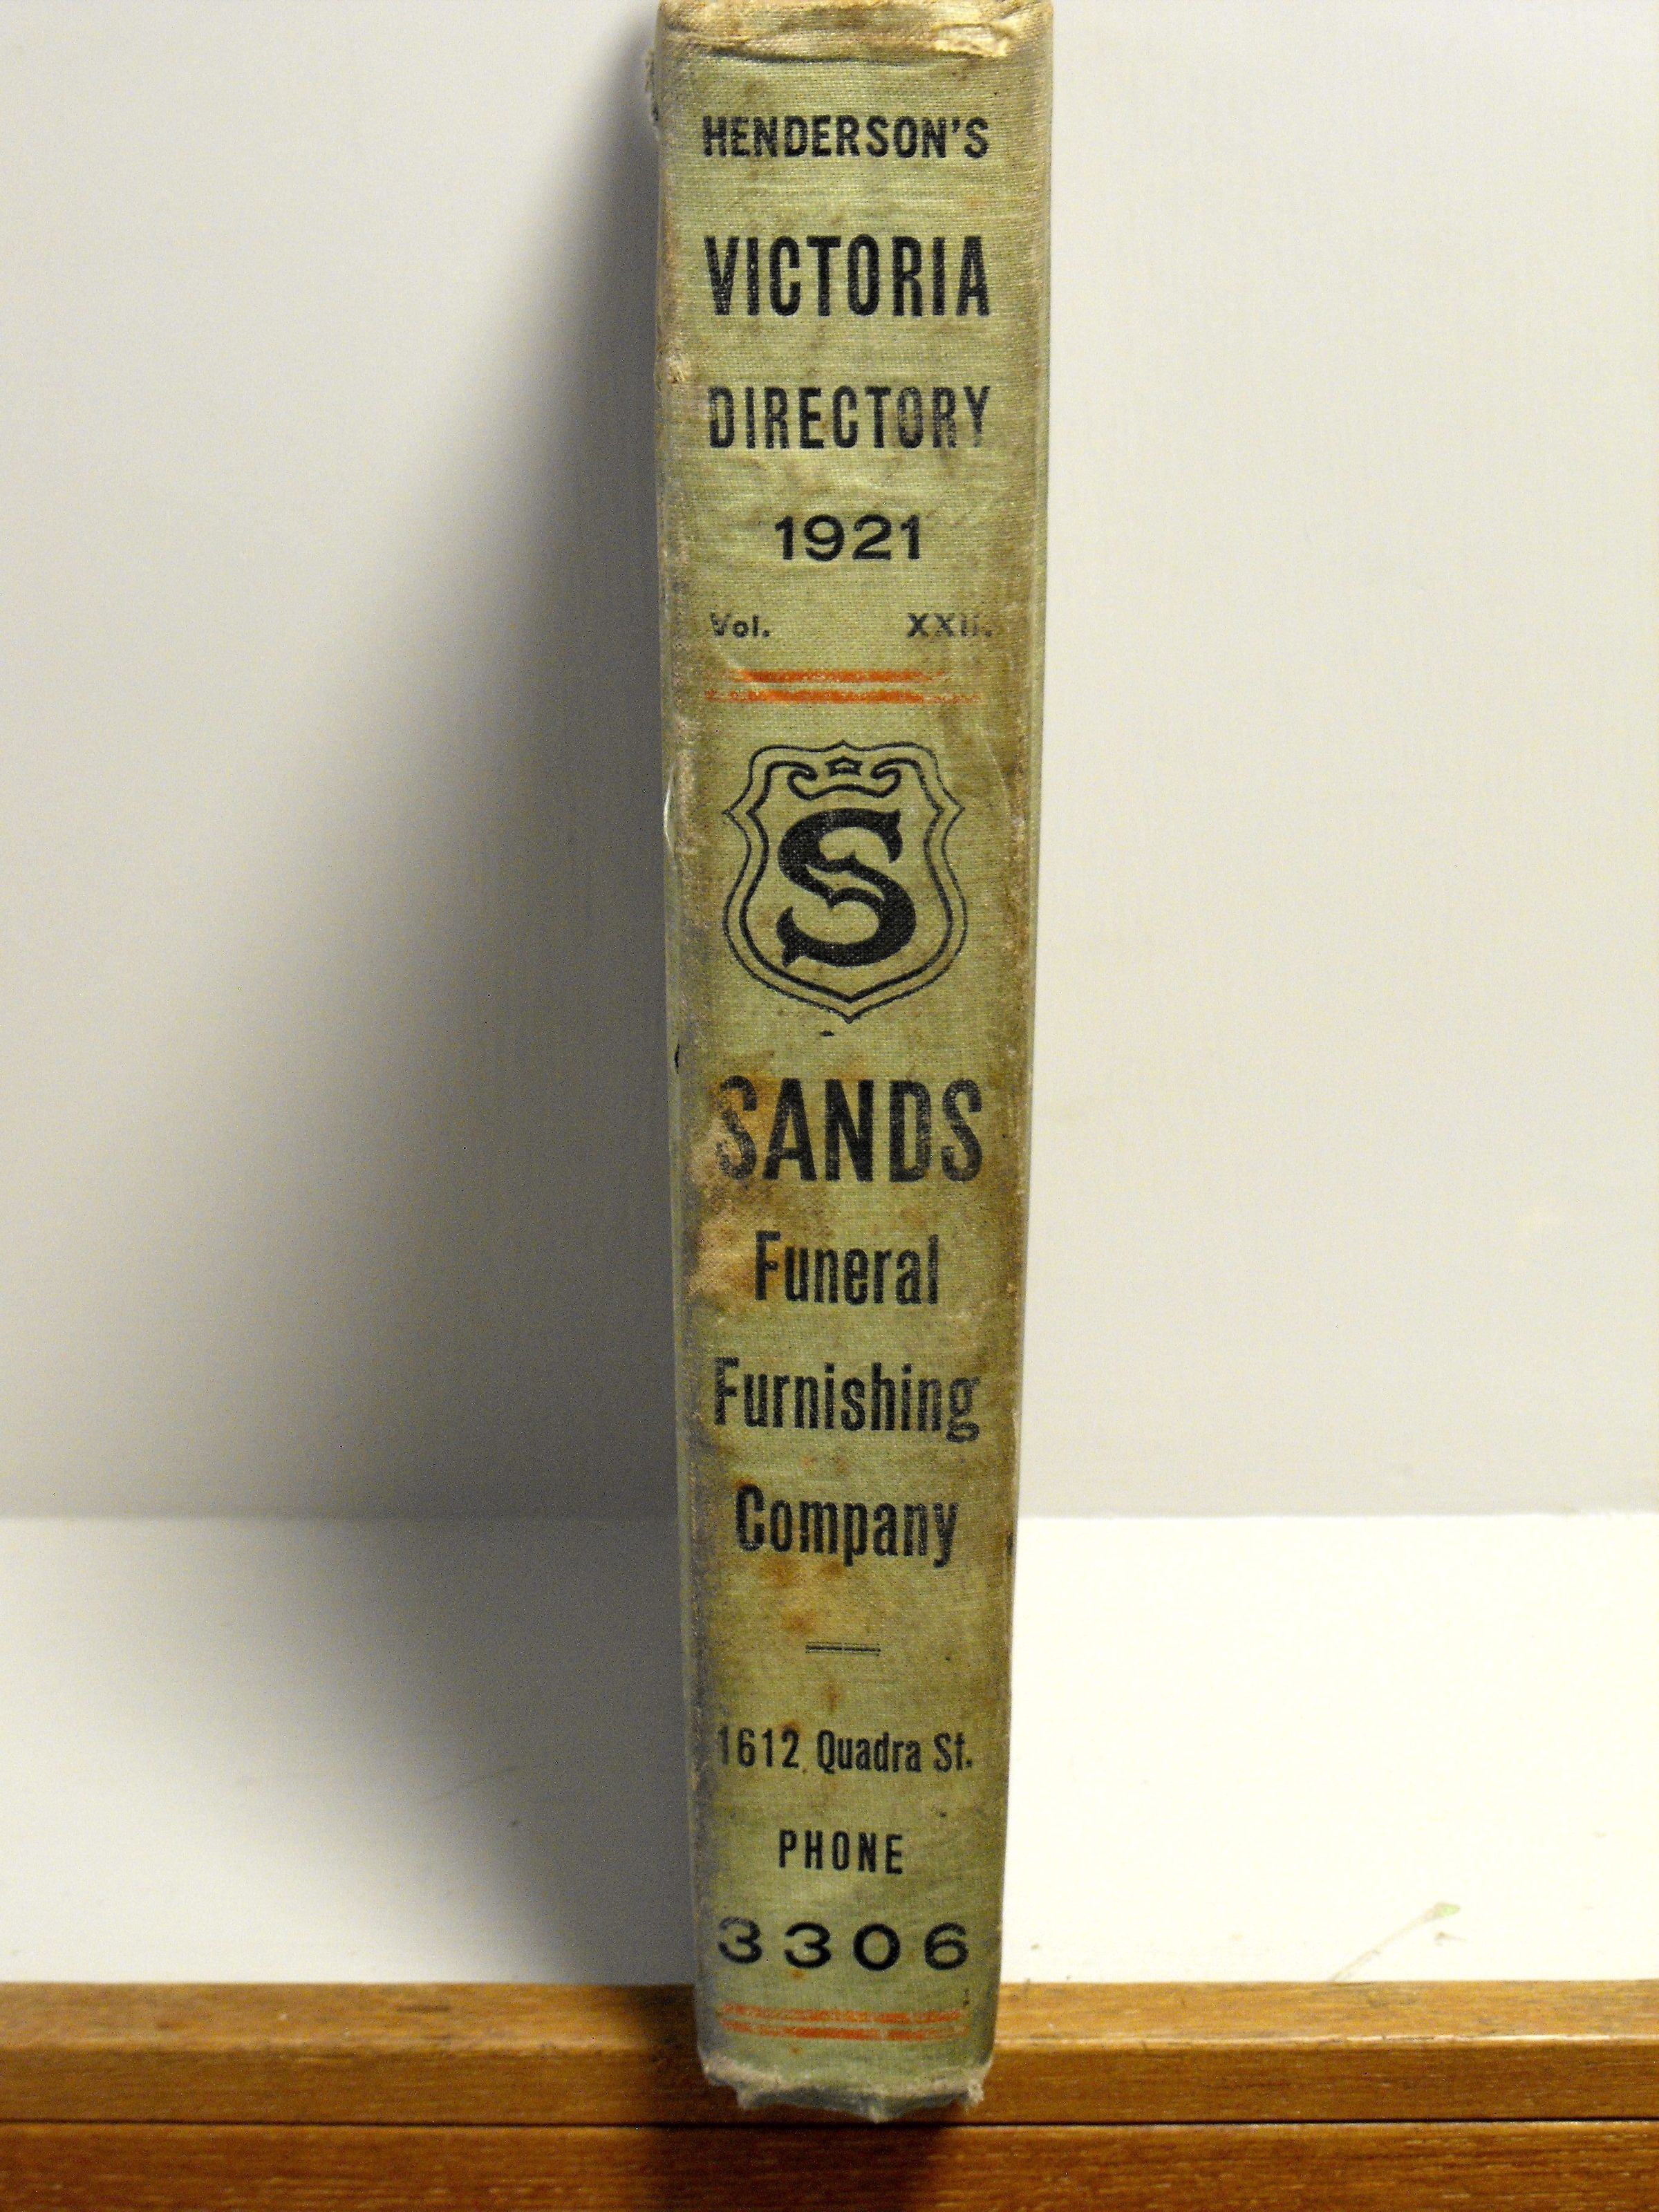 HENDERSON'S
VICTORIA
DIRECTORY
1921
Vol. XXII.
S
SANDS
Funeral
Furnishing
Company
1612 Quadra St.
PHONE
3306